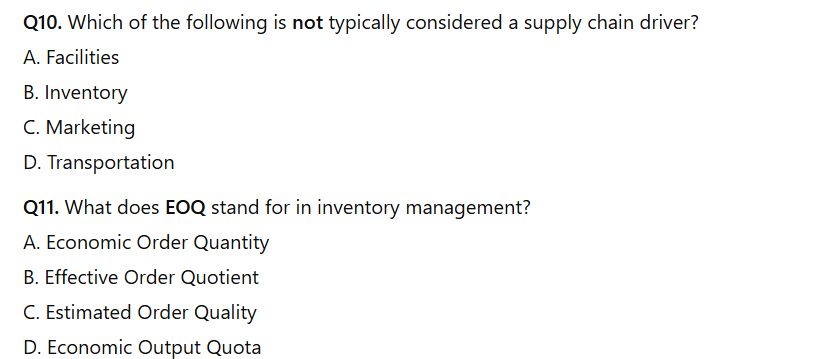 Q10. Which of the following is not typically considered a supply chain driver?
A. Facilities
B. Inventory
C. Marketing
D. Transportation
Q11. What does EOQ stand for in inventory management?
A. Economic Order Quantity
B. Effective Order Quotient
C. Estimated Order Quality
D. Economic Output Quota